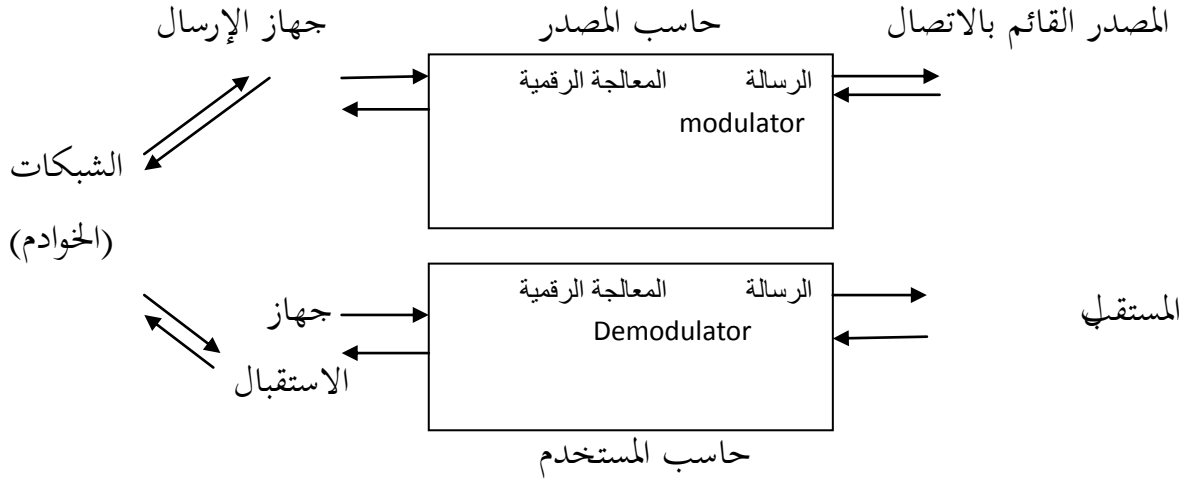 المصدر القائم بالاتصال حاسب المصدر جهاز الإرسال
الرسالة المعالجة الرقمية
modulator
الشبكات
(الخوادم)
الرسالة المعالجة الرقمية
المستقبل Demodulator جهاز
الاستقبال
حاسب المستخدم